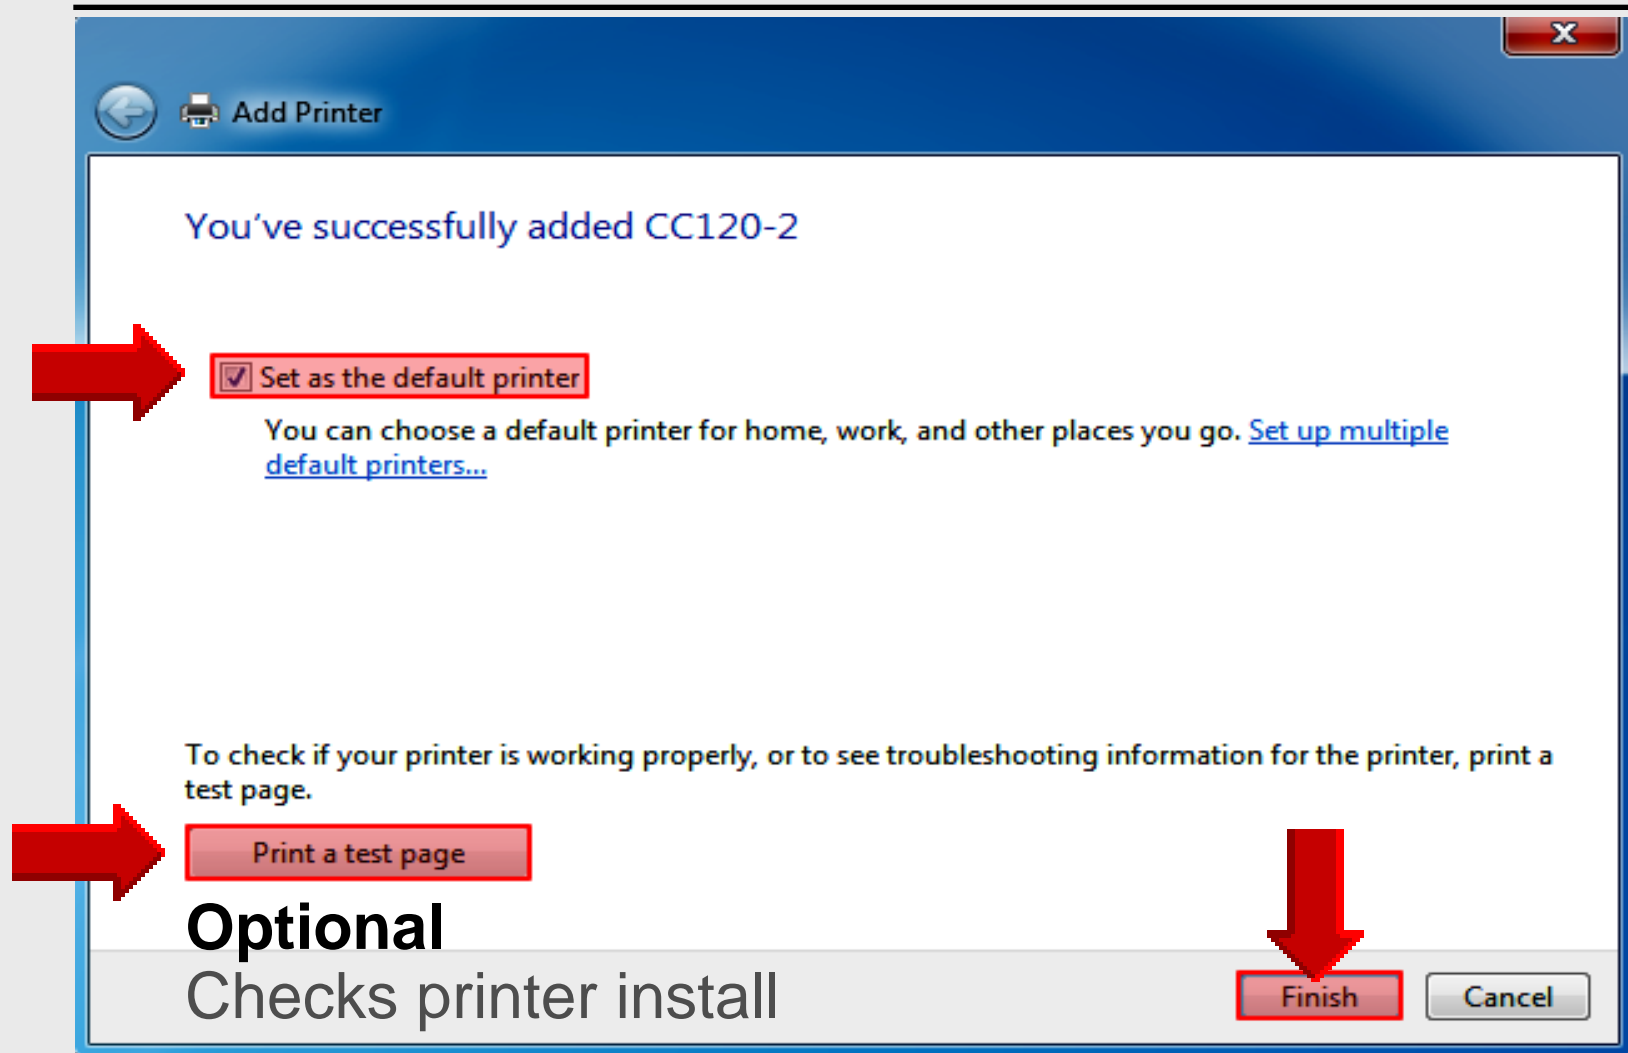 Add Printer
You've successfully added CC120-2
Set as the default printer
You can choose a default printer for home, work, and other places you go. Set up multiple
default printers...
To check if your printer is working properly, or to see troubleshooting information for the printer, print a
test page.
Print a test page
Optional
Checks printer install
Finish Cancel